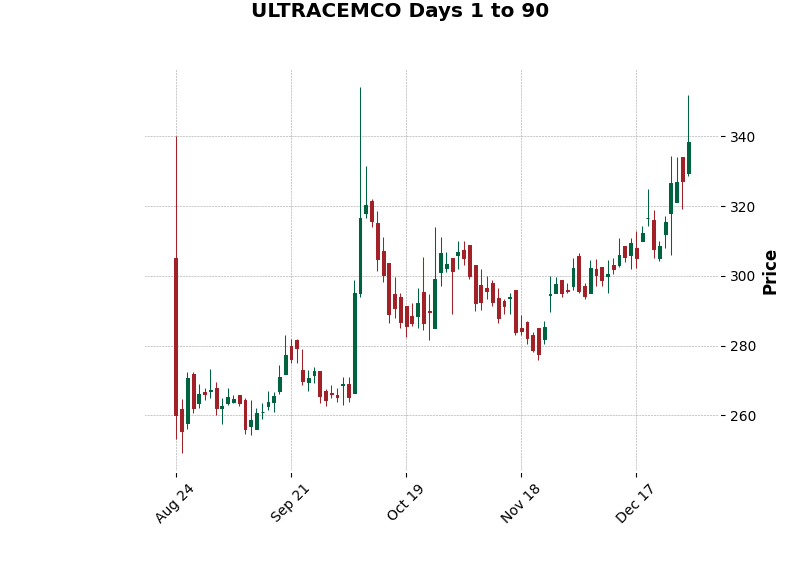 ULTRACEMCO Days 1 to 90
340
320
300
280
260
Price
Aug 24
Sep 21
Oct 19
Nov 18
Dec 17